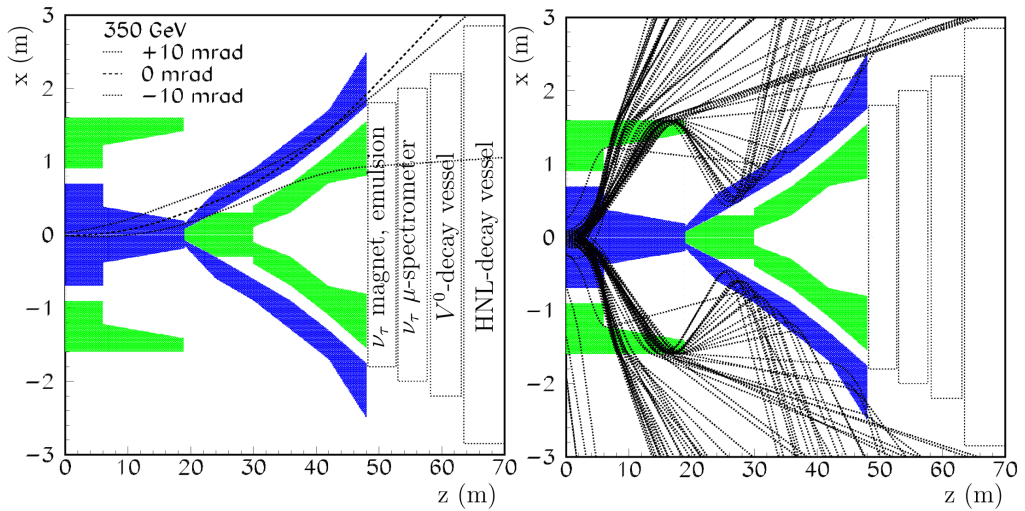 x (m)
3
2
1
0
−1
−2
−3
350 GeV
+10 mrad
0 mrad
−10 mrad
ντ magnet, emulsion
ντ μ-spectrometer
V⁰-decay vessel
HNL-decay vessel
0 10 20 30 40 50 60 70
z (m)
x (m)
3
2
1
0
−1
−2
−3
0 10 20 30 40 50 60 70
z (m)